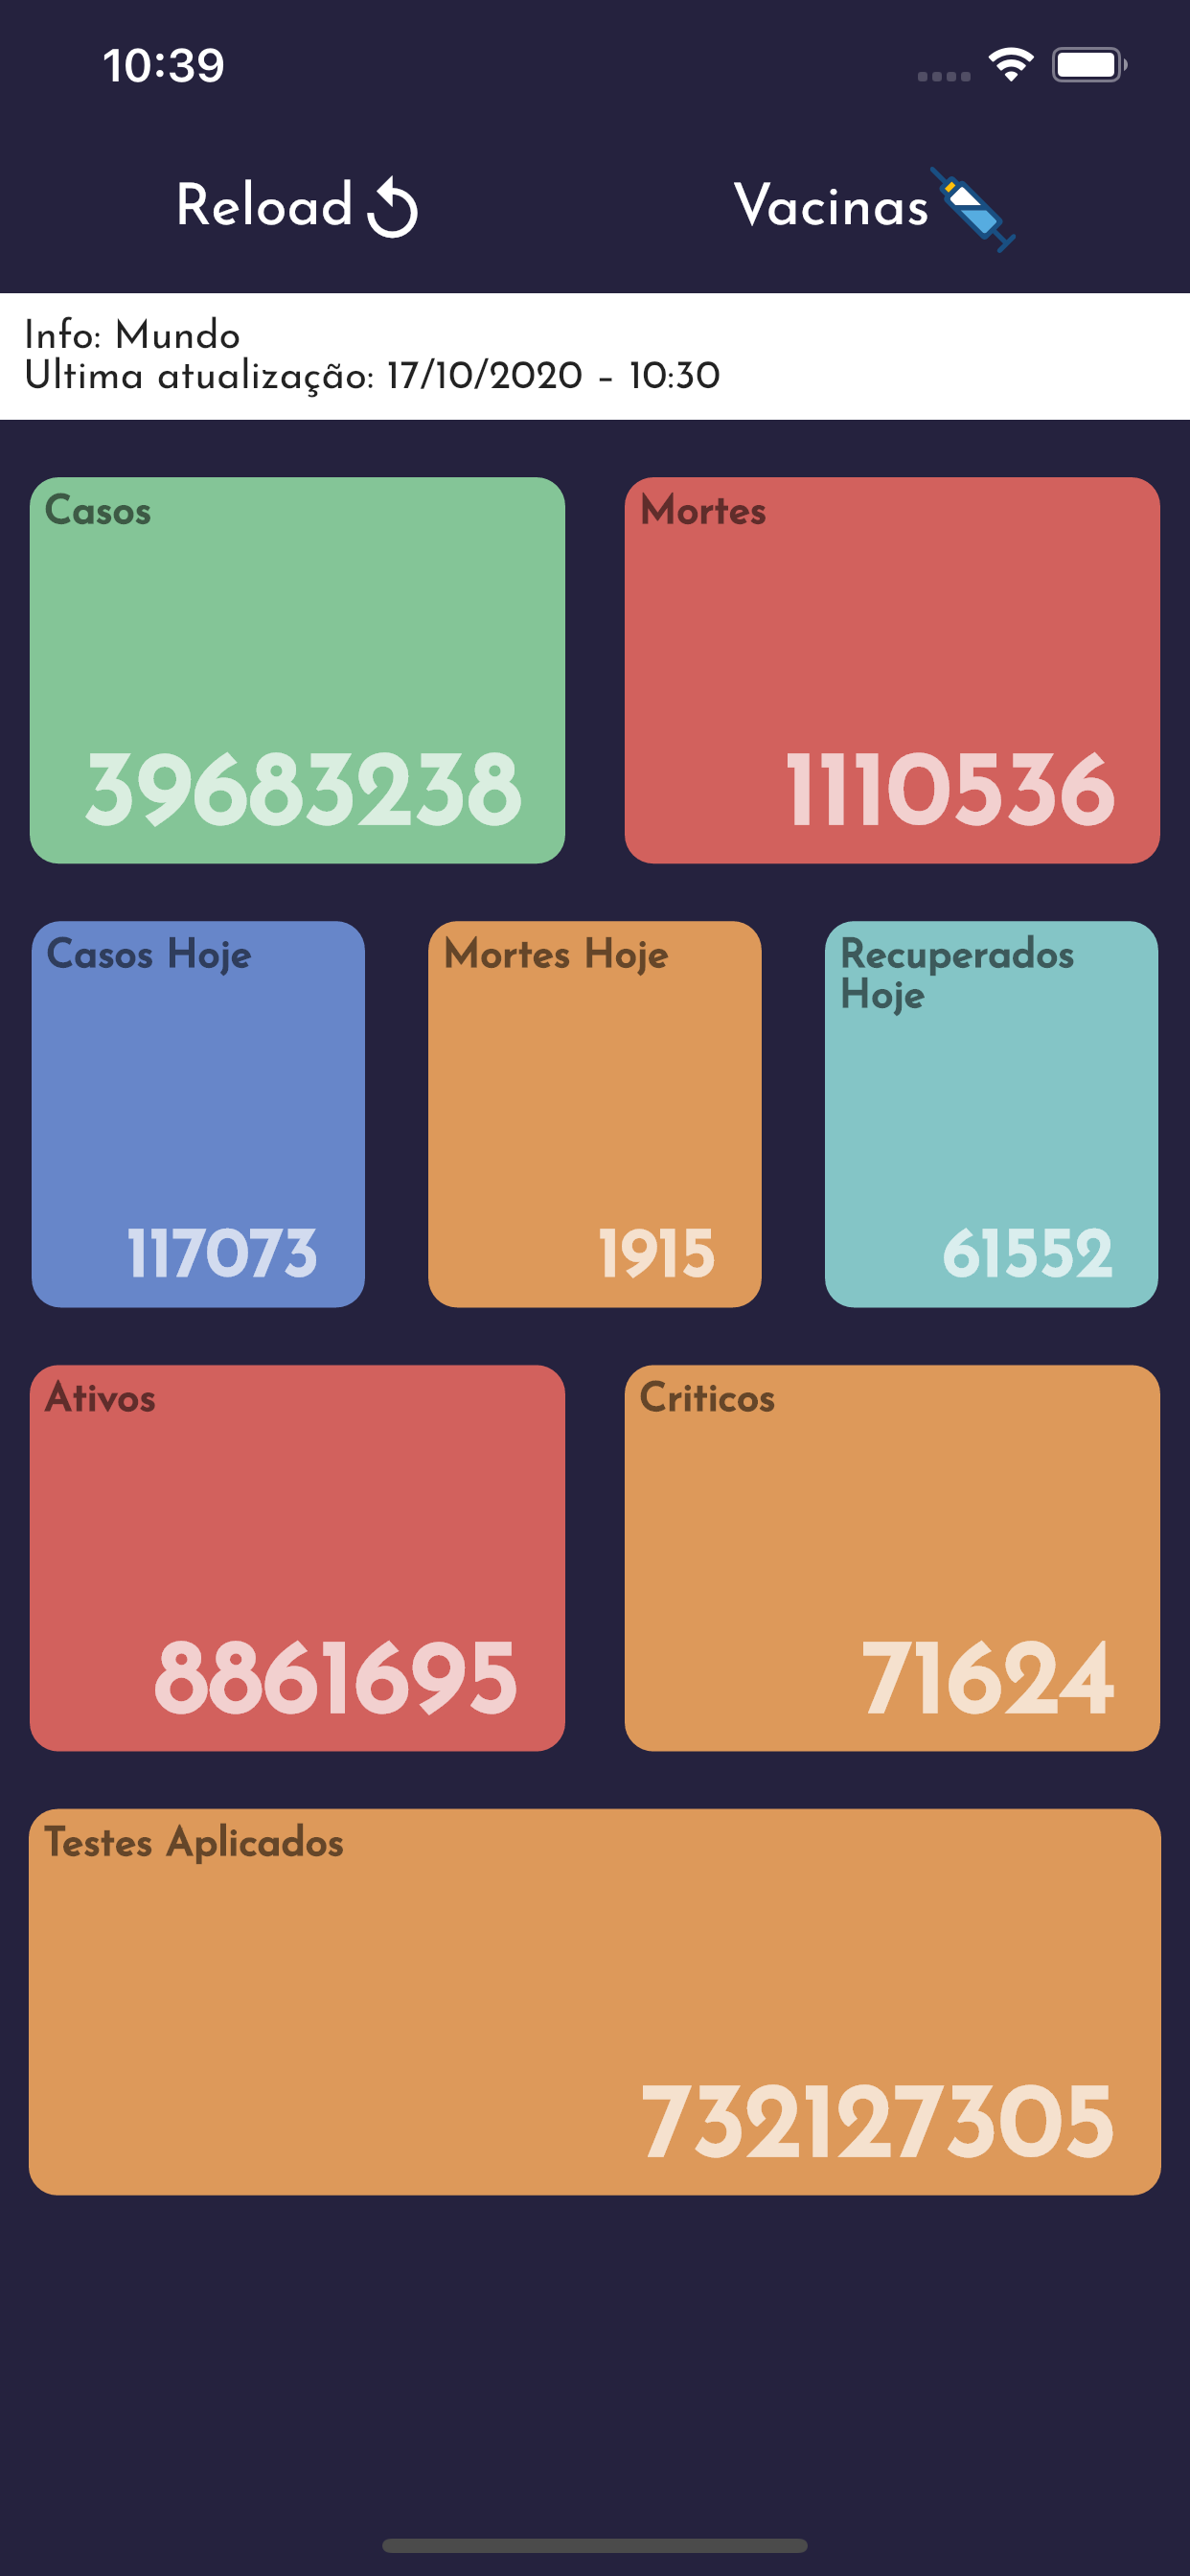 10:39
Reload
Vacinas
Info: Mundo
Ultima atualização: 17/10/2020 - 10:30
Casos
39683238
Mortes
1110536
Casos Hoje
117073
Mortes Hoje
1915
Recuperados
Hoje
61552
Ativos
8861695
Criticos
71624
Testes Aplicados
732127305